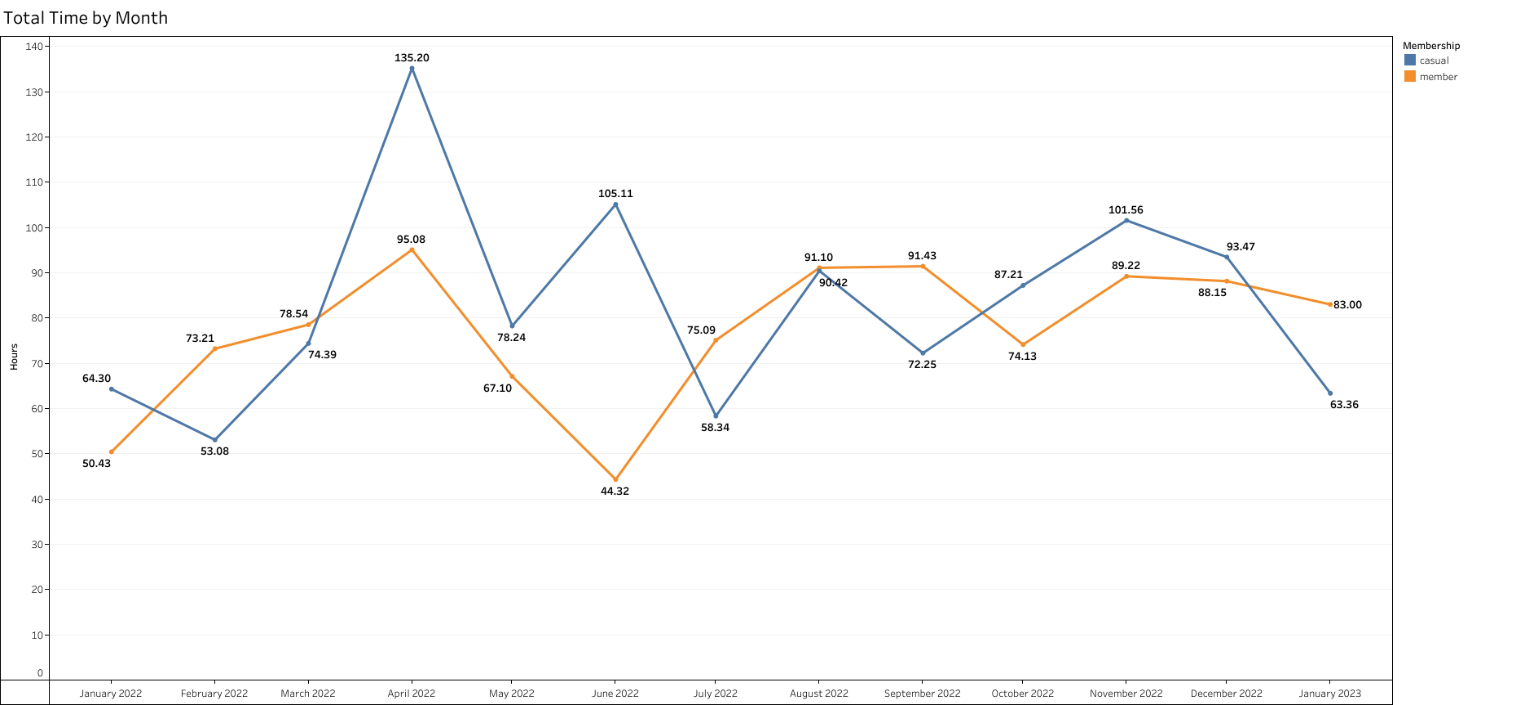 Total Time by Month
Membership
casual
member
Hours
140
130
120
110
100
90
80
70
60
50
40
30
20
10
0
135.20
105.11
101.56
95.08
93.47
91.10
91.43
90.42
89.22
88.15
87.21
83.00
78.54
78.24
75.09
74.39
74.13
73.21
72.25
67.10
64.30
63.36
58.34
53.08
50.43
44.32
January 2022
February 2022
March 2022
April 2022
May 2022
June 2022
July 2022
August 2022
September 2022
October 2022
November 2022
December 2022
January 2023